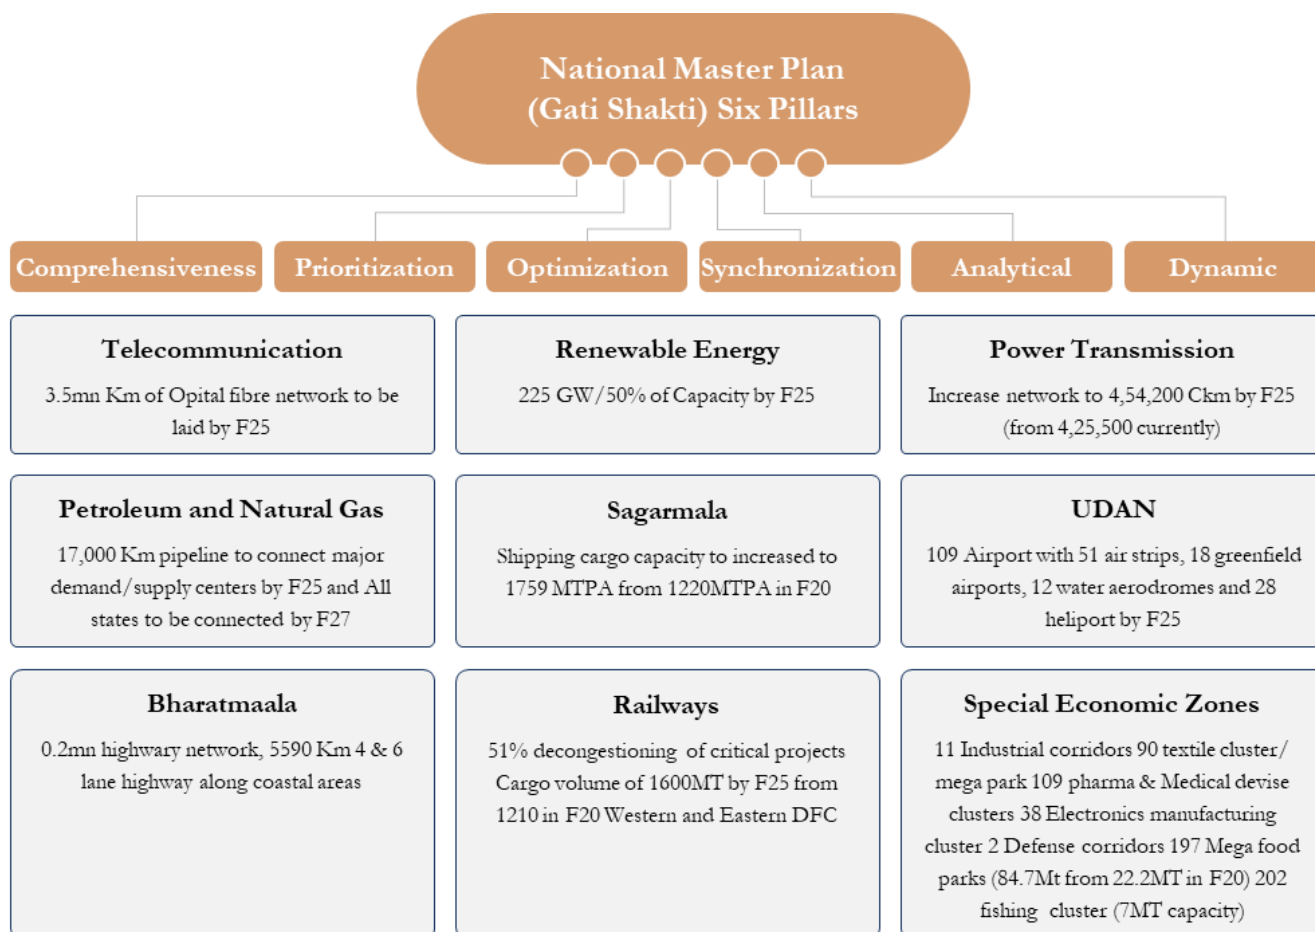 National Master Plan
(Gati Shakti) Six Pillars
Comprehensiveness
Prioritization
Optimization
Synchronization
Analytical
Dynamic
Telecommunication
3.5mn Km of Opital fibre network to be
laid by F25
Renewable Energy
225 GW/50% of Capacity by F25
Power Transmission
Increase network to 4,54,200 Ckm by F25
(from 4,25,500 currently)
Petroleum and Natural Gas
17,000 Km pipeline to connect major
demand/supply centers by F25 and All
states to be connected by F27
Sagarmala
Shipping cargo capacity to increased to
1759 MTPA from 1220MTPA in F20
UDAN
109 Airport with 51 air strips, 18 greenfield
airports, 12 water aerodromes and 28
heliport by F25
Bharatmaala
0.2mn highwary network, 5590 Km 4 & 6
lane highway along coastal areas
Railways
51% decongestioning of critical projects
Cargo volume of 1600MT by F25 from
1210 in F20 Western and Eastern DFC
Special Economic Zones
11 Industrial corridors 90 textile cluster/
mega park 109 pharma & Medical devise
clusters 38 Electronics manufacturing
cluster 2 Defense corridors 197 Mega food
parks (84.7Mt from 22.2MT in F20) 202
fishing cluster (7MT capacity)